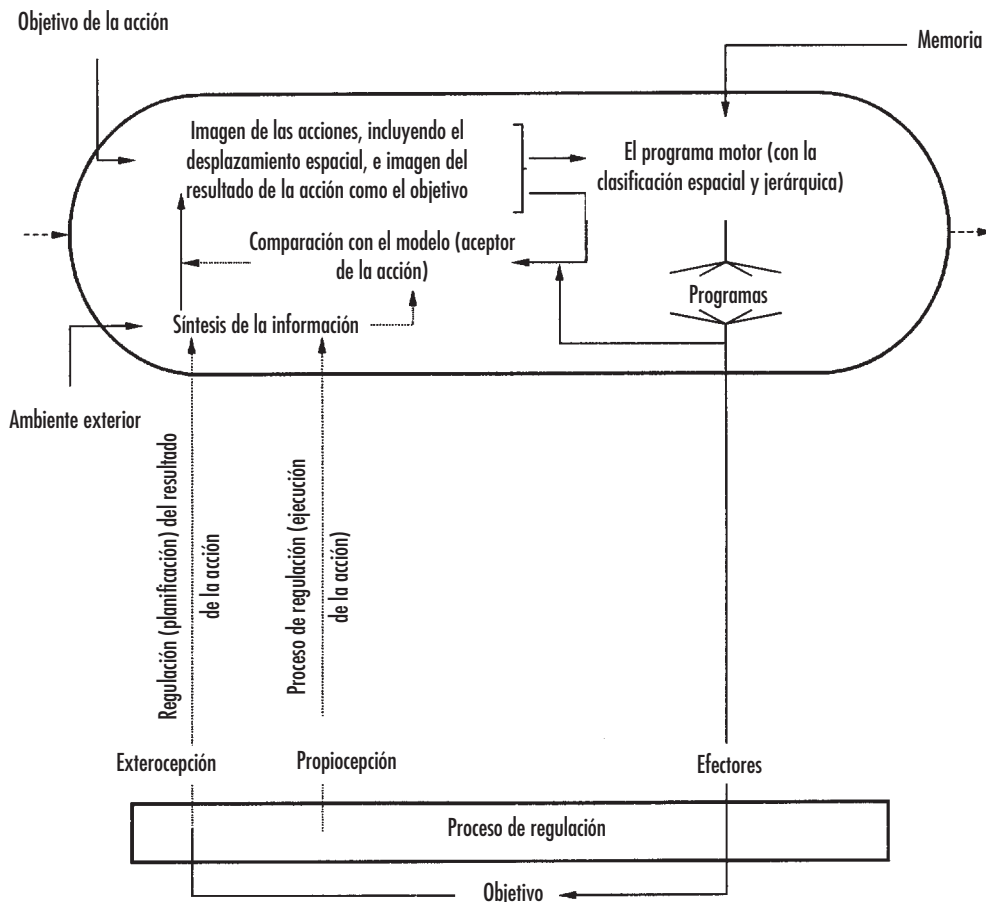 Objetivo de la acción
Memoria
Imagen de las acciones, incluyendo el
desplazamiento espacial, e imagen del
resultado de la acción como el objetivo
El programa motor (con la
clasificación espacial y jerárquica)
Comparación con el modelo (aceptor
de la acción)
Programas
Síntesis de la información
Ambiente exterior
Regulación (planificación) del resultado
de la acción
Proceso de regulación (ejecución
de la acción)
Exterocepción
Propiocepción
Efectores
Proceso de regulación
Objetivo